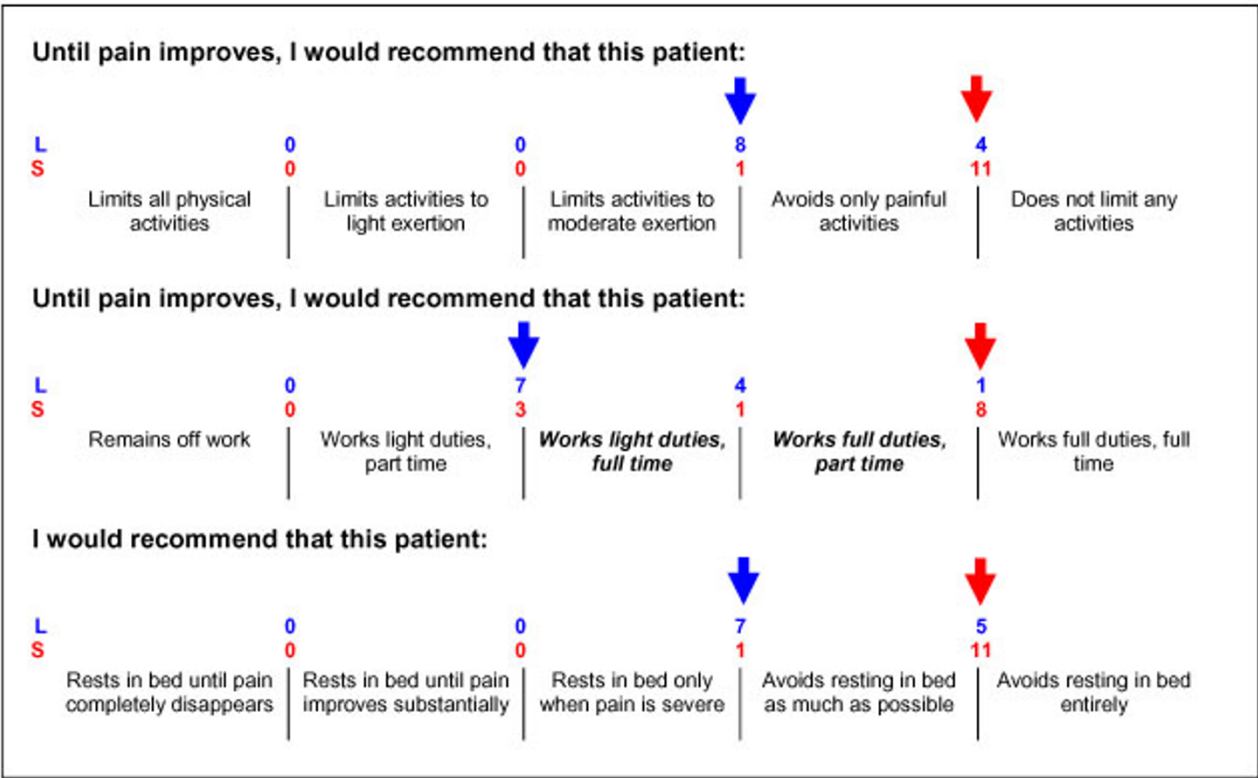 Until pain improves, I would recommend that this patient:
L 0 0 8 4
S 0 0 1 11
Limits all physical Limits activities to Limits activities to Avoids only painful Does not limit any
activities light exertion moderate exertion activities activities
Until pain improves, I would recommend that this patient:
L 0 7 4 1
S 0 3 1 8
Remains off work Works light duties, Works light duties, Works full duties, Works full duties, full
part time full time part time time
I would recommend that this patient:
L 0 0 7 5
S 0 0 1 11
Rests in bed until pain Rests in bed until pain Rests in bed only Avoids resting in bed Avoids resting in bed
completely disappears improves substantially when pain is severe as much as possible entirely